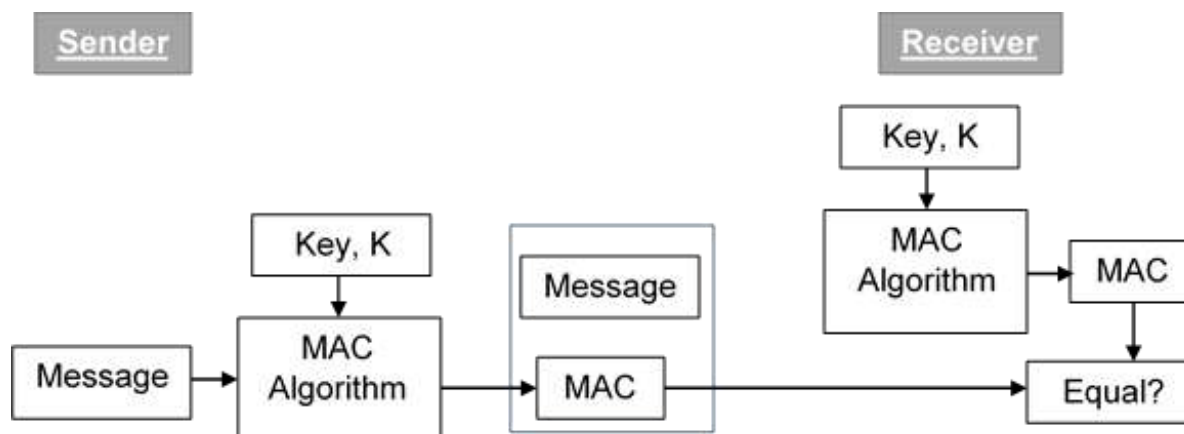 Sender
Receiver
Key, K
Key, K
MAC
Algorithm
MAC
Message
Message
MAC
Algorithm
MAC
Equal?